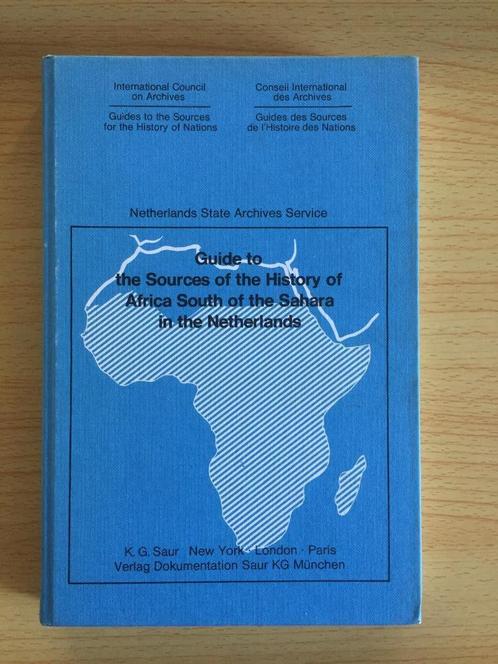 International Council
on Archives
Guides to the Sources
for the History of Nations
Conseil International
des Archives
Guides des Sources
de l'Histoire des Nations
Netherlands State Archives Service
Guide to
the Sources of the History of
Africa South of the Sahara
in the Netherlands
K. G. Saur New York · London · Paris
Verlag Dokumentation Saur KG München